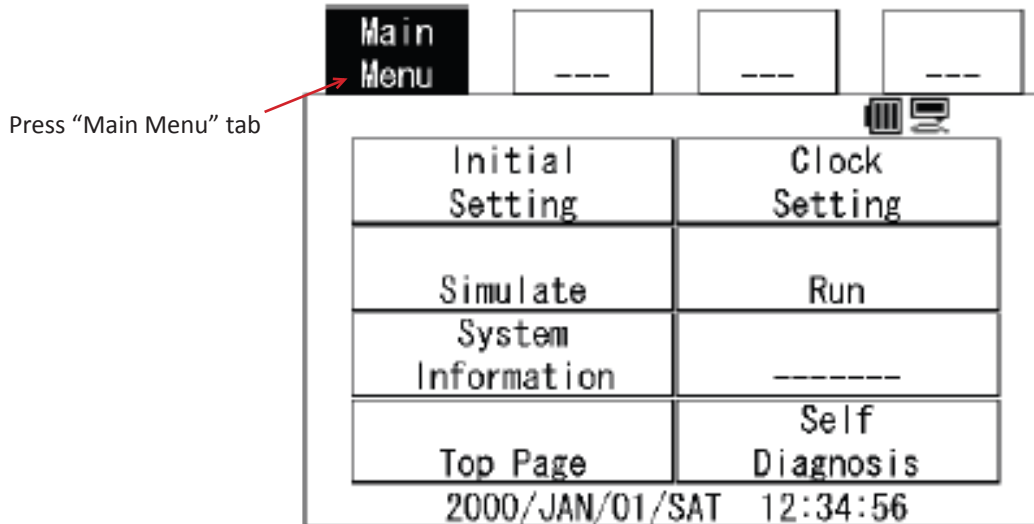 Main
Menu
---
---
---
Press “Main Menu” tab
Initial
Setting
Clock
Setting
Simulate
Run
System
Information
-------
Top Page
Self
Diagnosis
2000/JAN/01/SAT 12:34:56